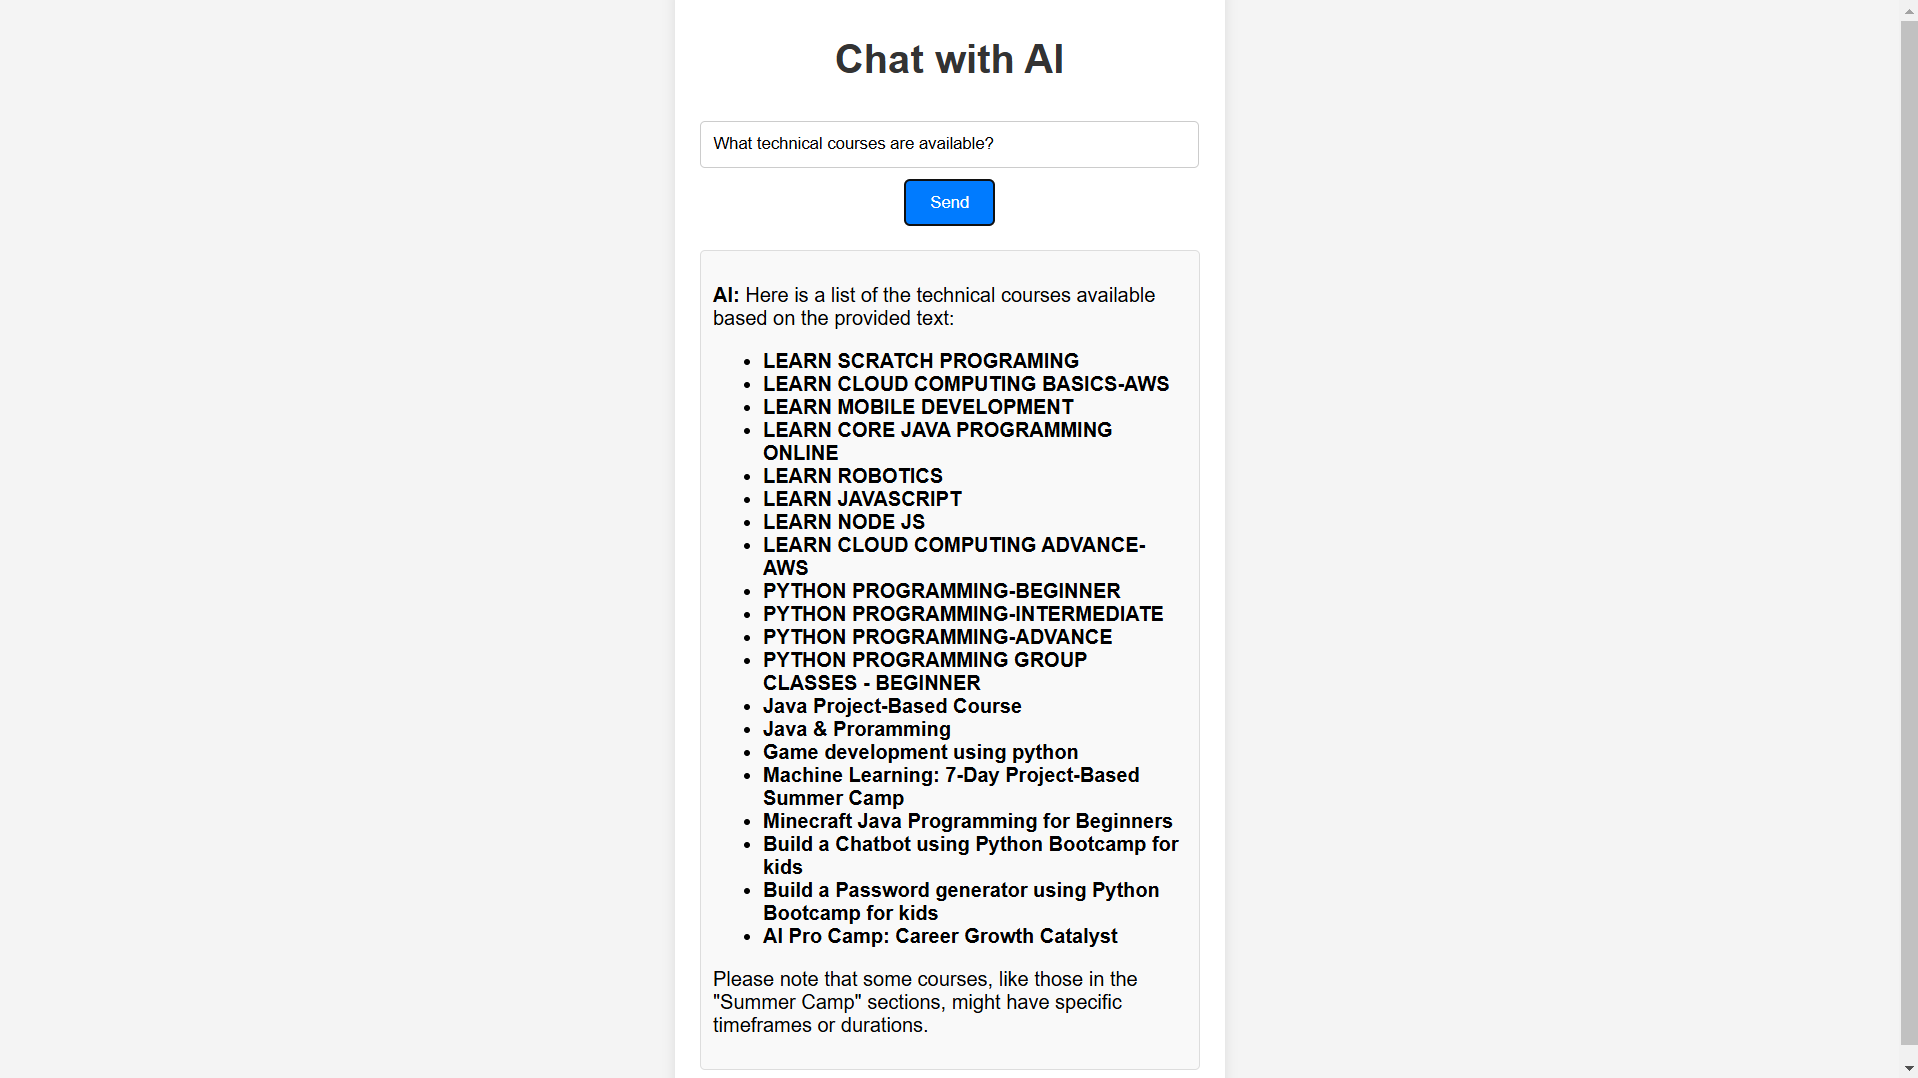 Chat with AI
What technical courses are available?
Send
AI: Here is a list of the technical courses available
based on the provided text:
• LEARN SCRATCH PROGRAMING
• LEARN CLOUD COMPUTING BASICS-AWS
• LEARN MOBILE DEVELOPMENT
• LEARN CORE JAVA PROGRAMMING
ONLINE
• LEARN ROBOTICS
• LEARN JAVASCRIPT
• LEARN NODE JS
• LEARN CLOUD COMPUTING ADVANCE-
AWS
• PYTHON PROGRAMMING-BEGINNER
• PYTHON PROGRAMMING-INTERMEDIATE
• PYTHON PROGRAMMING-ADVANCE
• PYTHON PROGRAMMING GROUP
CLASSES - BEGINNER
• Java Project-Based Course
• Java & Proramming
• Game development using python
• Machine Learning: 7-Day Project-Based
Summer Camp
• Minecraft Java Programming for Beginners
• Build a Chatbot using Python Bootcamp for
kids
• Build a Password generator using Python
Bootcamp for kids
• AI Pro Camp: Career Growth Catalyst
Please note that some courses, like those in the
"Summer Camp" sections, might have specific
timeframes or durations.